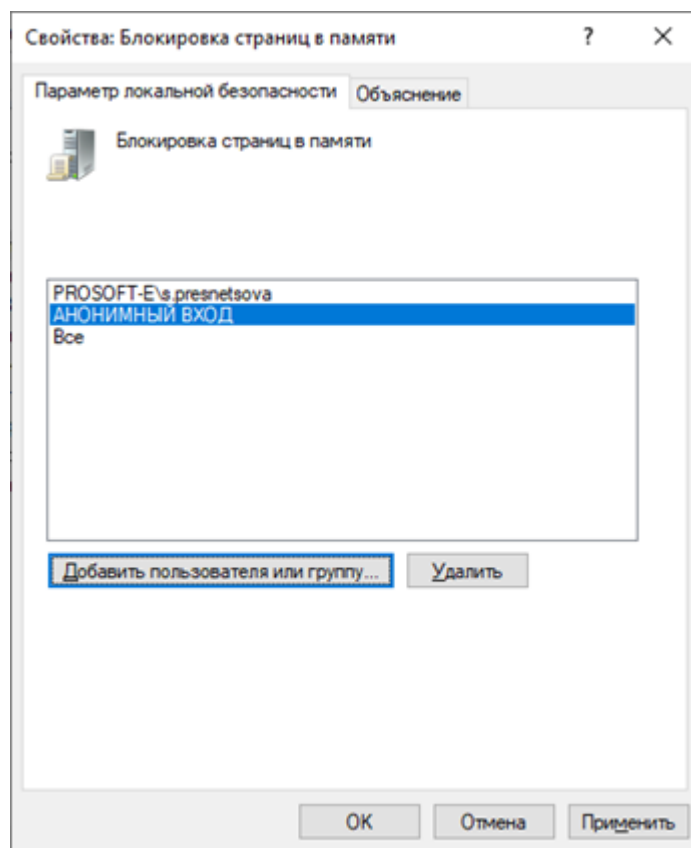 Свойства: Блокировка страниц в памяти
?
Параметр локальной безопасности
Объяснение
Блокировка страниц в памяти
PROSOFT-E\s.presnetsova
АНОНИМНЫЙ ВХОД
Все
Добавить пользователя или группу...
Удалить
OK
Отмена
Применить